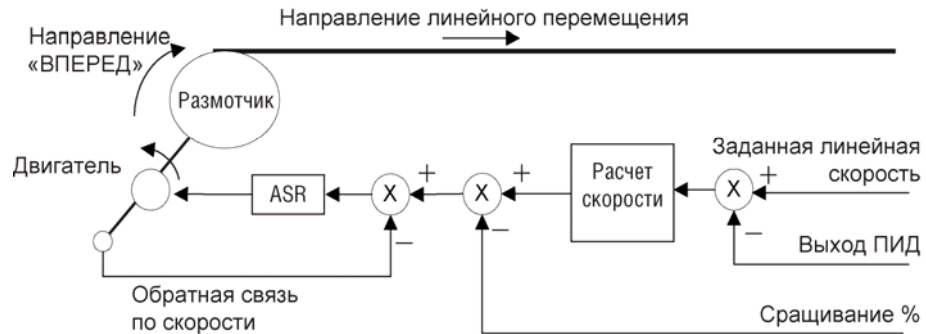 Направление линейного перемещения
Направление
«ВПЕРЕД»
Размотчик
Двигатель
ASR
X
+
–
X
+
–
Расчет
скорости
X
+
–
Заданная линейная
скорость
Выход ПИД
Обратная связь
по скорости
Сращивание %